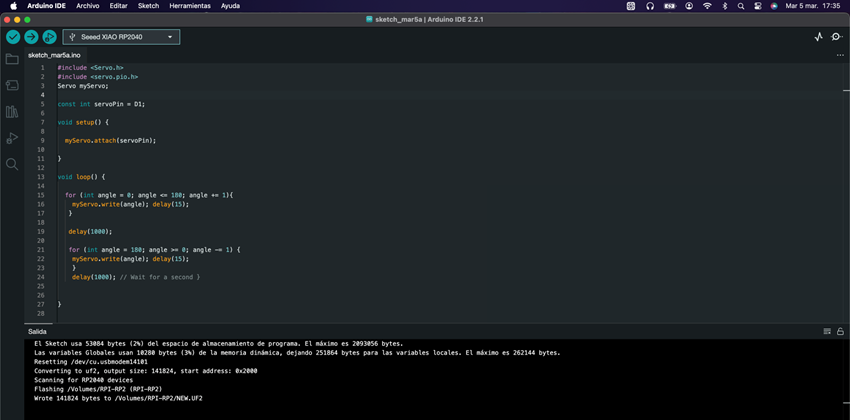 Arduino IDE Archivo Editar Sketch Herramientas Ayuda Mar 5 mar. 17:35
sketch_mar5a | Arduino IDE 2.2.1
Seeed XIAO RP2040
sketch_mar5a.ino
1 #include <Servo.h>
2 #include <servo.pio.h>
3 Servo myServo;
4
5 const int servoPin = D1;
6
7 void setup() {
8
9 myServo.attach(servoPin);
10
11 }
12
13 void loop() {
14
15 for (int angle = 0; angle <= 180; angle += 1){
16 myServo.write(angle); delay(15);
17 }
18
19 delay(1000);
20
21 for (int angle = 180; angle >= 0; angle -= 1) {
22 myServo.write(angle); delay(15);
23 }
24 delay(1000); // Wait for a second }
25
26
27 }
28
Salida
El Sketch usa 53084 bytes (2%) del espacio de almacenamiento de programa. El máximo es 2093056 bytes.
Las variables Globales usan 10280 bytes (3%) de la memoria dinámica, dejando 251864 bytes para las variables locales. El máximo es 262144 bytes.
Resetting /dev/cu.usbmodem14101
Converting to uf2, output size: 141824, start address: 0x2000
Scanning for RP2040 devices
Flashing /Volumes/RPI-RP2 (RPI-RP2)
Wrote 141824 bytes to /Volumes/RPI-RP2/NEW.UF2